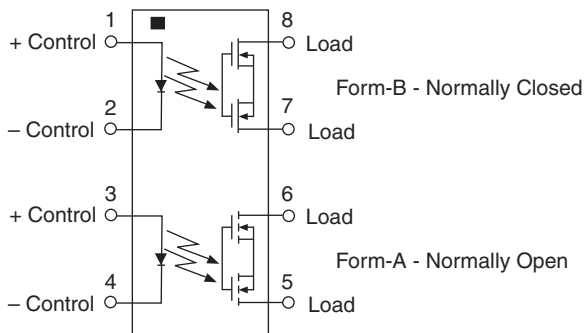 1
8
+ Control
Load
Form-B - Normally Closed
2
7
– Control
Load
3
6
+ Control
Load
Form-A - Normally Open
4
5
– Control
Load